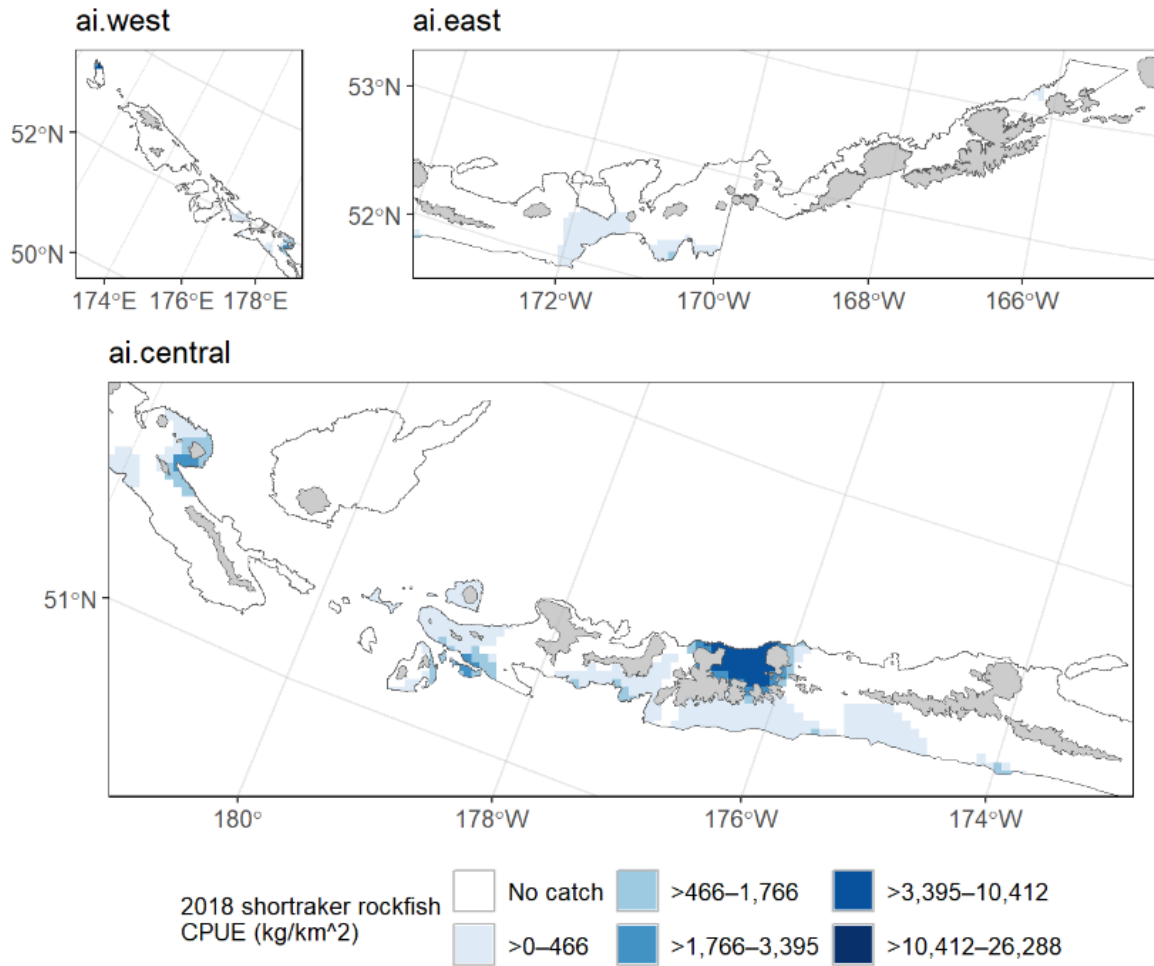 ai.west
ai.east
53°N
52°N
52°N
50°N
174°E 176°E 178°E
172°W 170°W 168°W 166°W
ai.central
51°N
180° 178°W 176°W 174°W
2018 shortraker rockfish
CPUE (kg/km^2)
No catch
>0–466
>466–1,766
>1,766–3,395
>3,395–10,412
>10,412–26,288